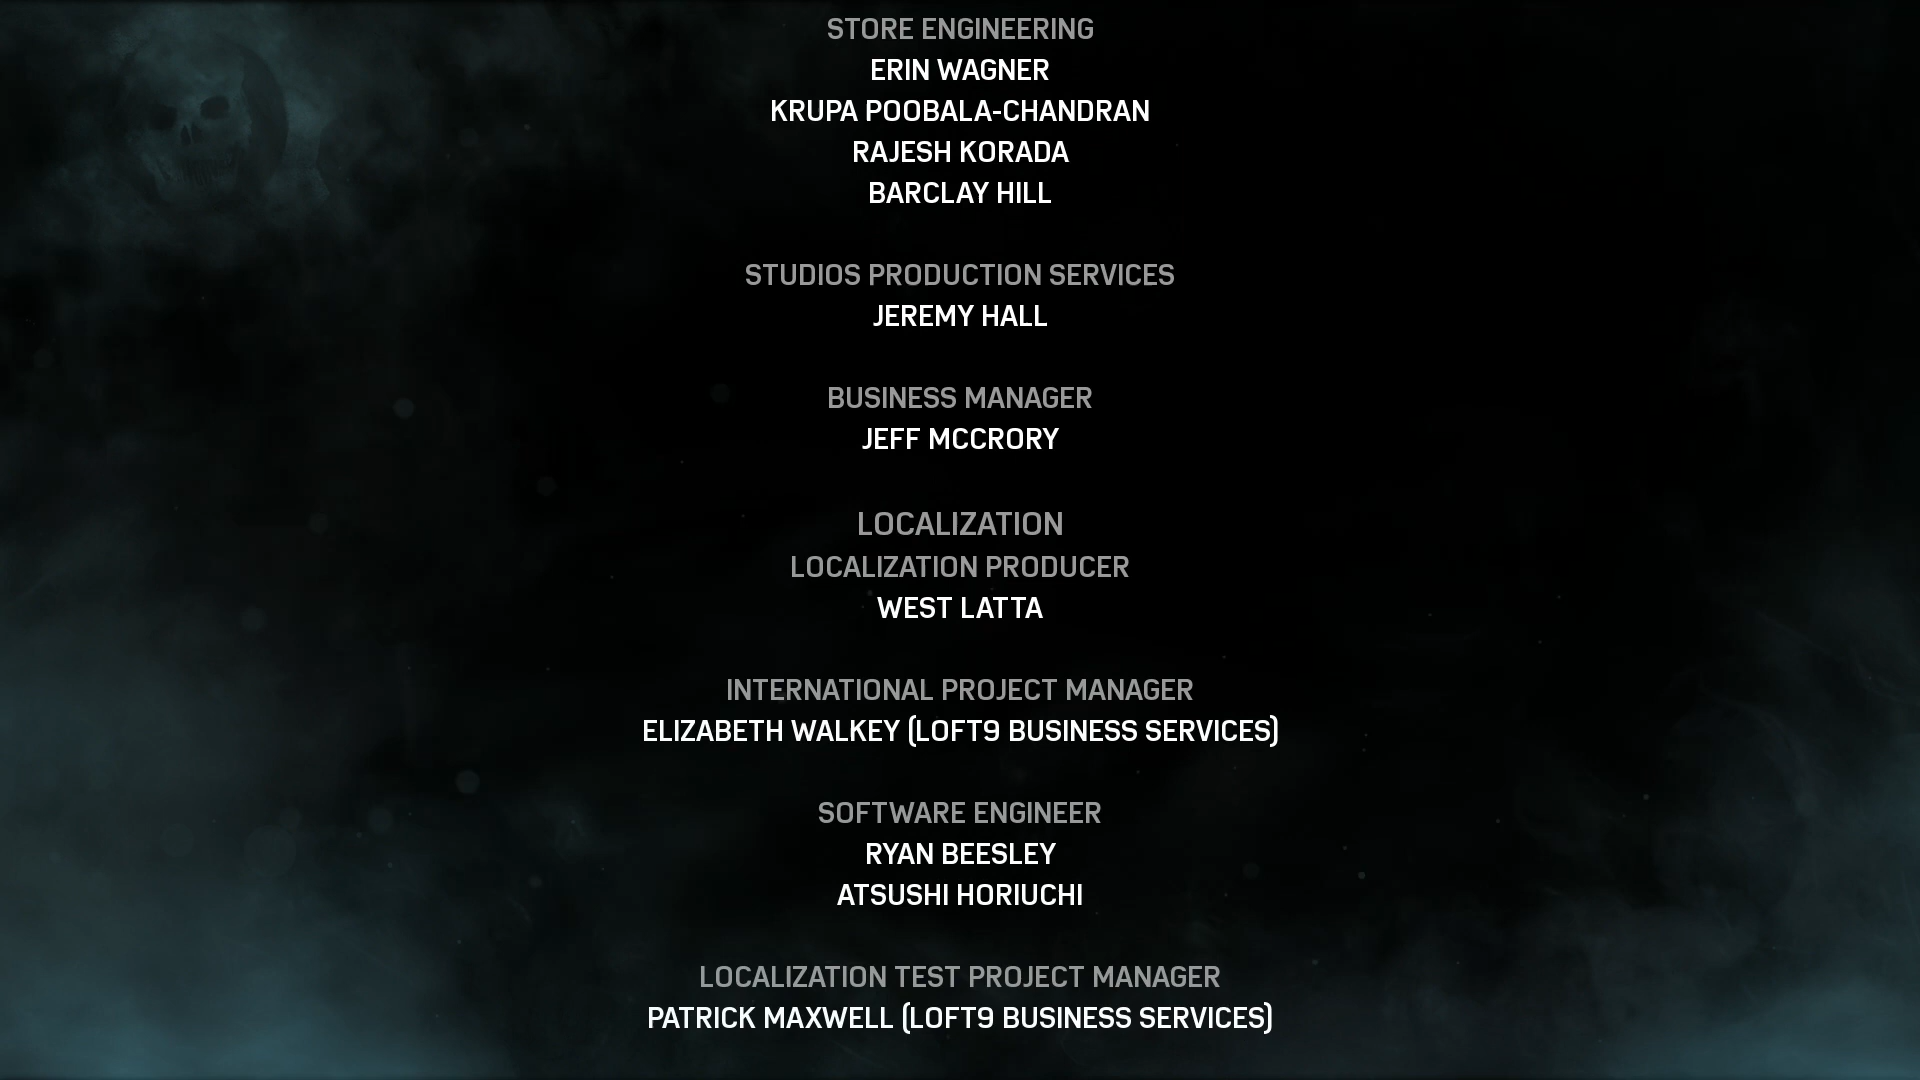 STORE ENGINEERING
ERIN WAGNER
KRUPA POOBALA-CHANDRAN
RAJESH KORADA
BARCLAY HILL
STUDIOS PRODUCTION SERVICES
JEREMY HALL
BUSINESS MANAGER
JEFF MCCRORY
LOCALIZATION
LOCALIZATION PRODUCER
WEST LATTA
INTERNATIONAL PROJECT MANAGER
ELIZABETH WALKEY (LOFT9 BUSINESS SERVICES)
SOFTWARE ENGINEER
RYAN BEESLEY
ATSUSHI HORIUCHI
LOCALIZATION TEST PROJECT MANAGER
PATRICK MAXWELL (LOFT9 BUSINESS SERVICES)